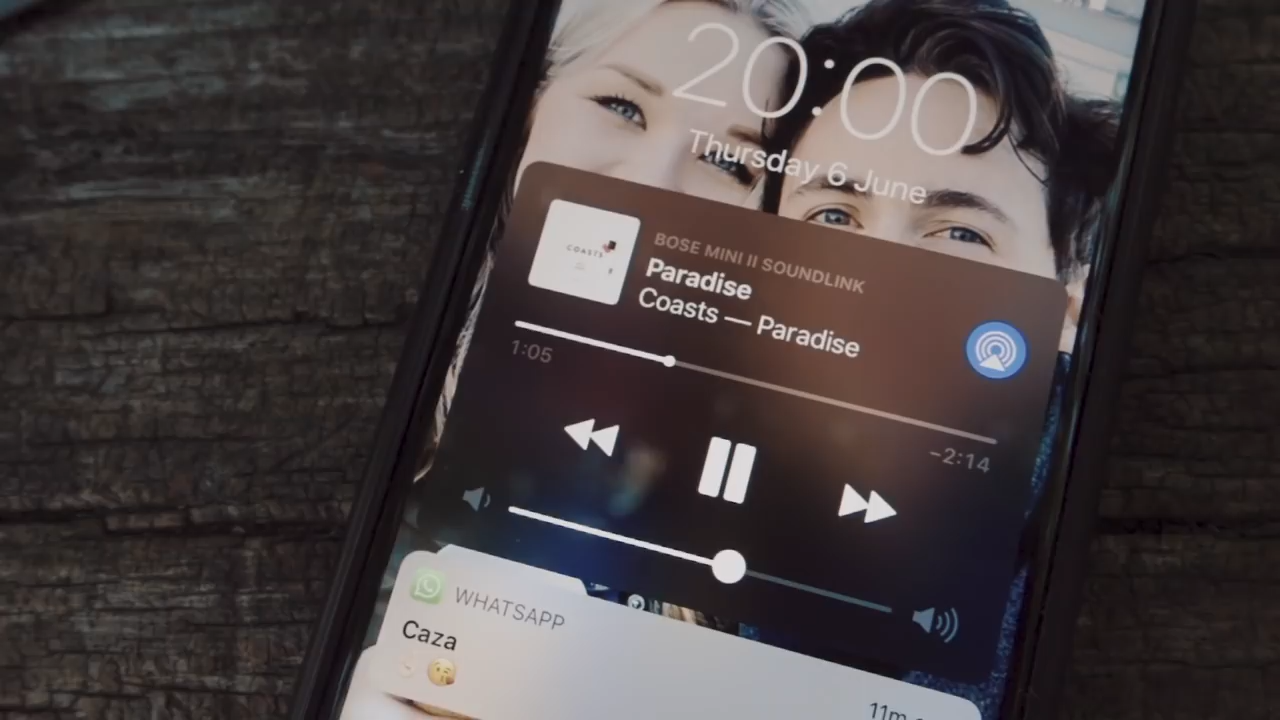 20:00
Thursday 6 June
COASTS
BOSE MINI II SOUNDLINK
Paradise
Coasts — Paradise
1:05
-2:14
WHATSAPP
Caza
😘
11m